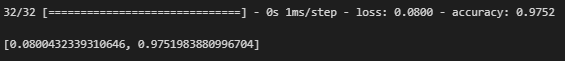 32/32 [==============================] - 0s 1ms/step - loss: 0.0800 - accuracy: 0.9752
[0.0800432339310646, 0.9751983880996704]